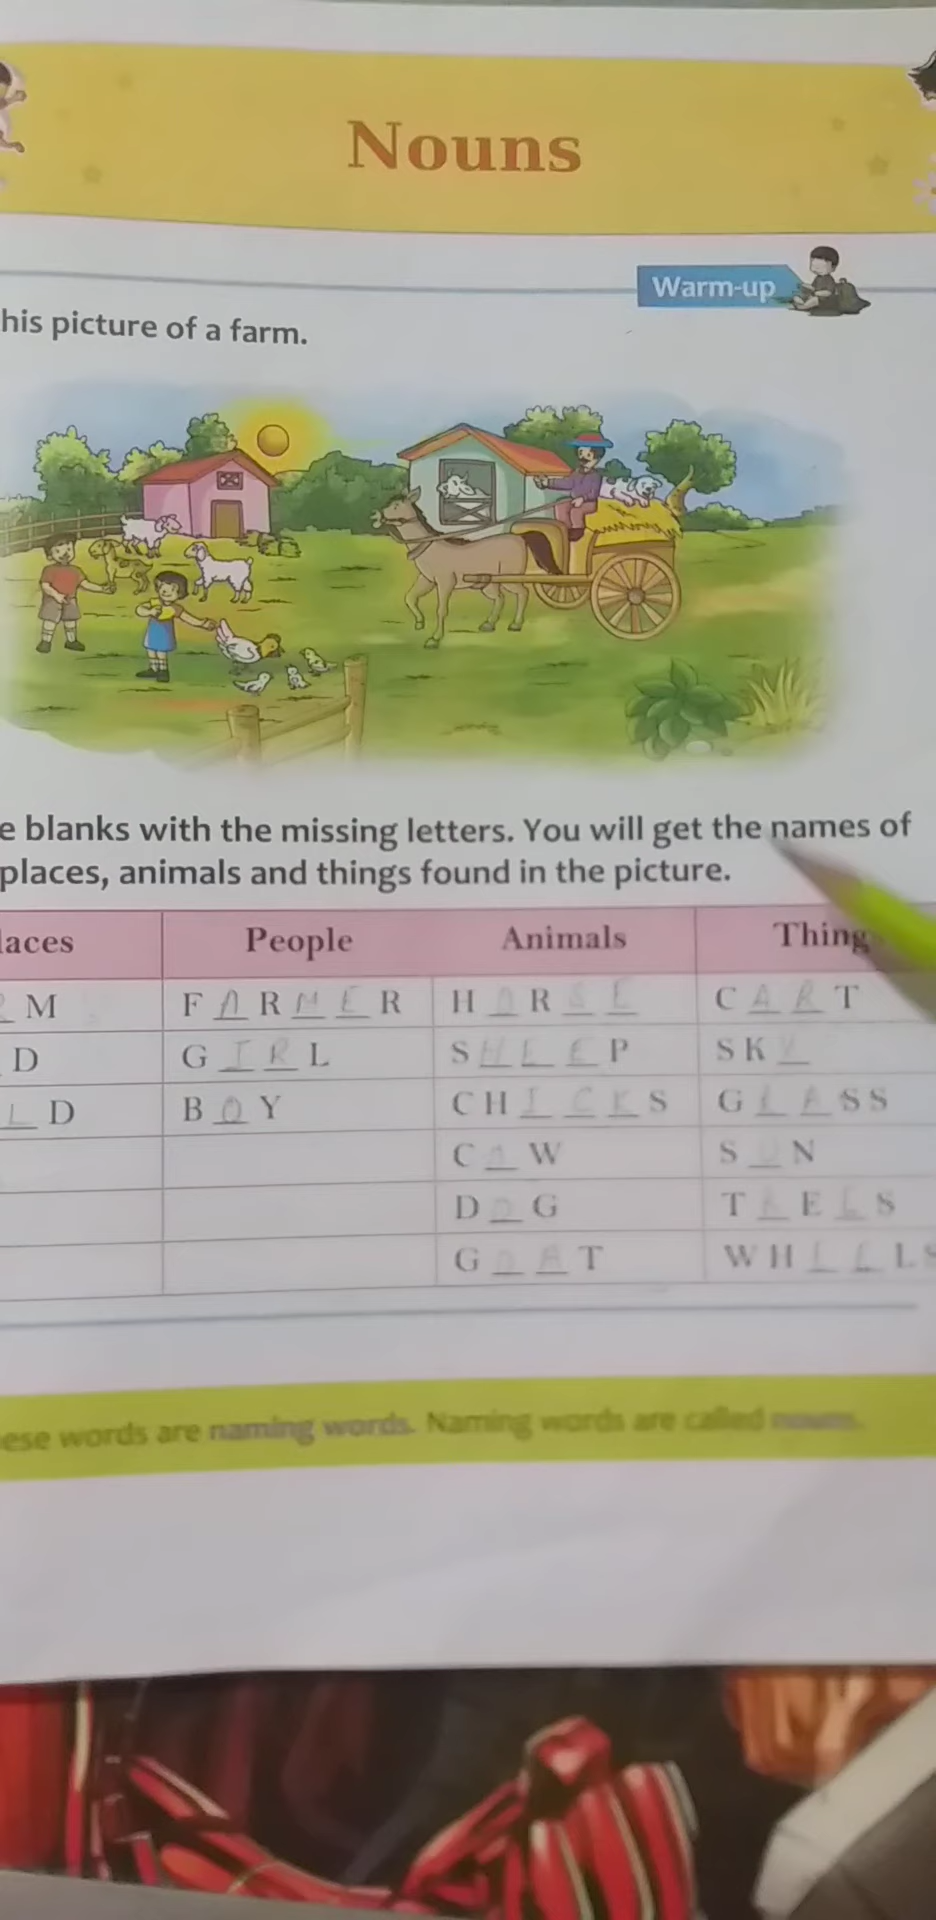 Nouns
Warm-up
his picture of a farm.
e blanks with the missing letters. You will get the names of
places, animals and things found in the picture.
laces People Animals Thing
_ M F A R M E R H O R S E C A R T
D G I R L S H E E P S K Y
L D B O Y C H I C K S G L A S S
C _ W S _ N
D O G T _ E _ S
G O A T W H _ _ L S
ese words are naming words. Naming words are called nouns.